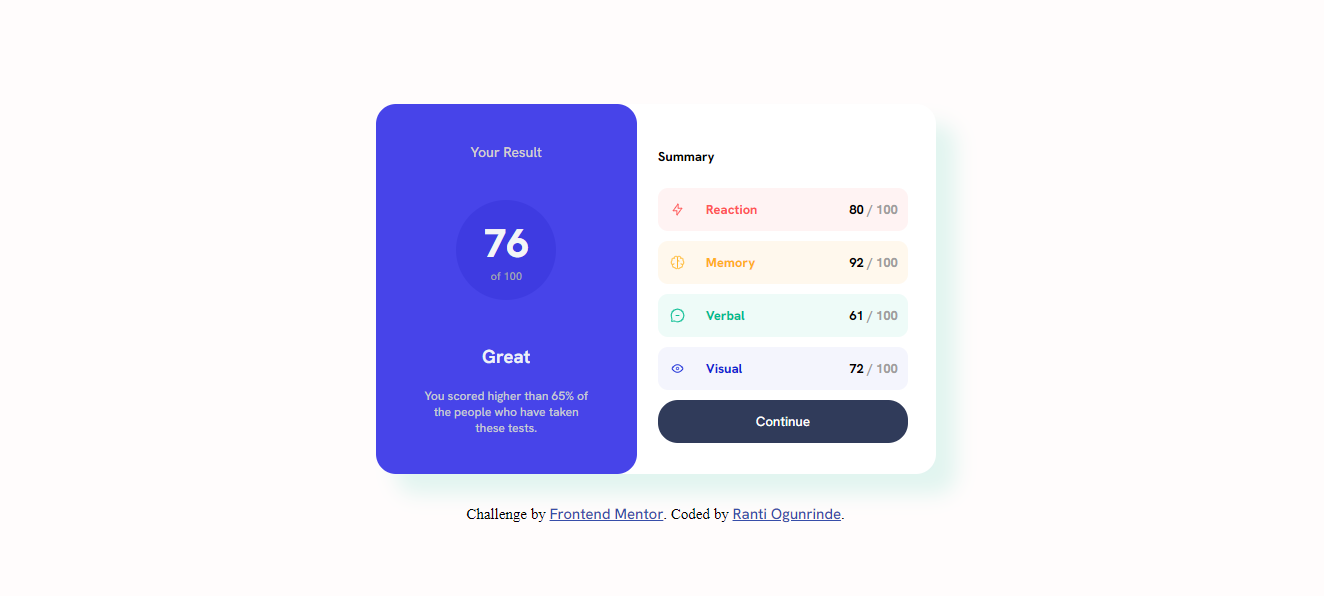 Your Result
76
of 100
Great
You scored higher than 65% of
the people who have taken
these tests.
Summary
Reaction 80 / 100
Memory 92 / 100
Verbal 61 / 100
Visual 72 / 100
Continue
Challenge by Frontend Mentor. Coded by Ranti Ogunrinde.